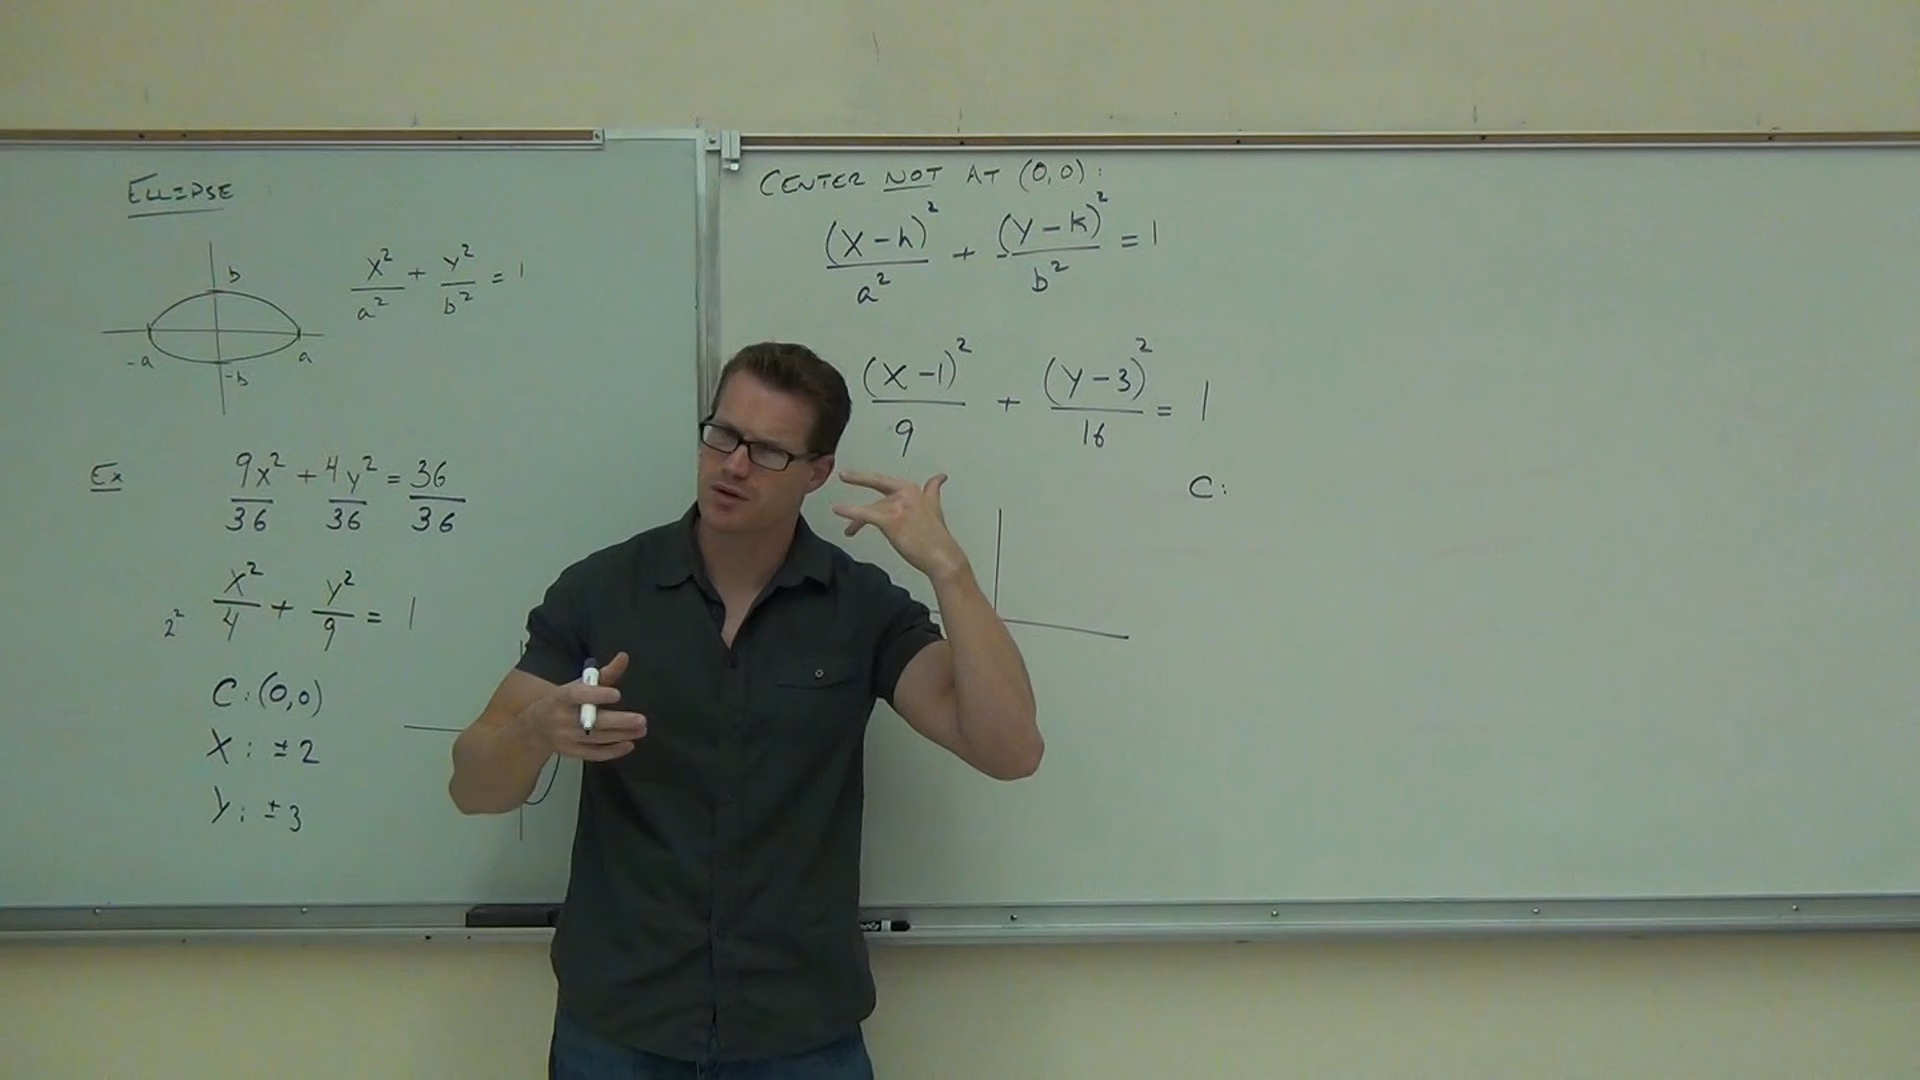 ELLIPSE
b
-a
a
-b
x²/a² + y²/b² = 1
Ex
9x²/36 + 4y²/36 = 36/36
2² x²/4 + y²/9 = 1
C: (0,0)
X: ±2
Y: ±3
CENTER NOT AT (0,0):
(X-h)²/a² + (Y-k)²/b² = 1
(X-1)²/9 + (Y-3)²/16 = 1
C: